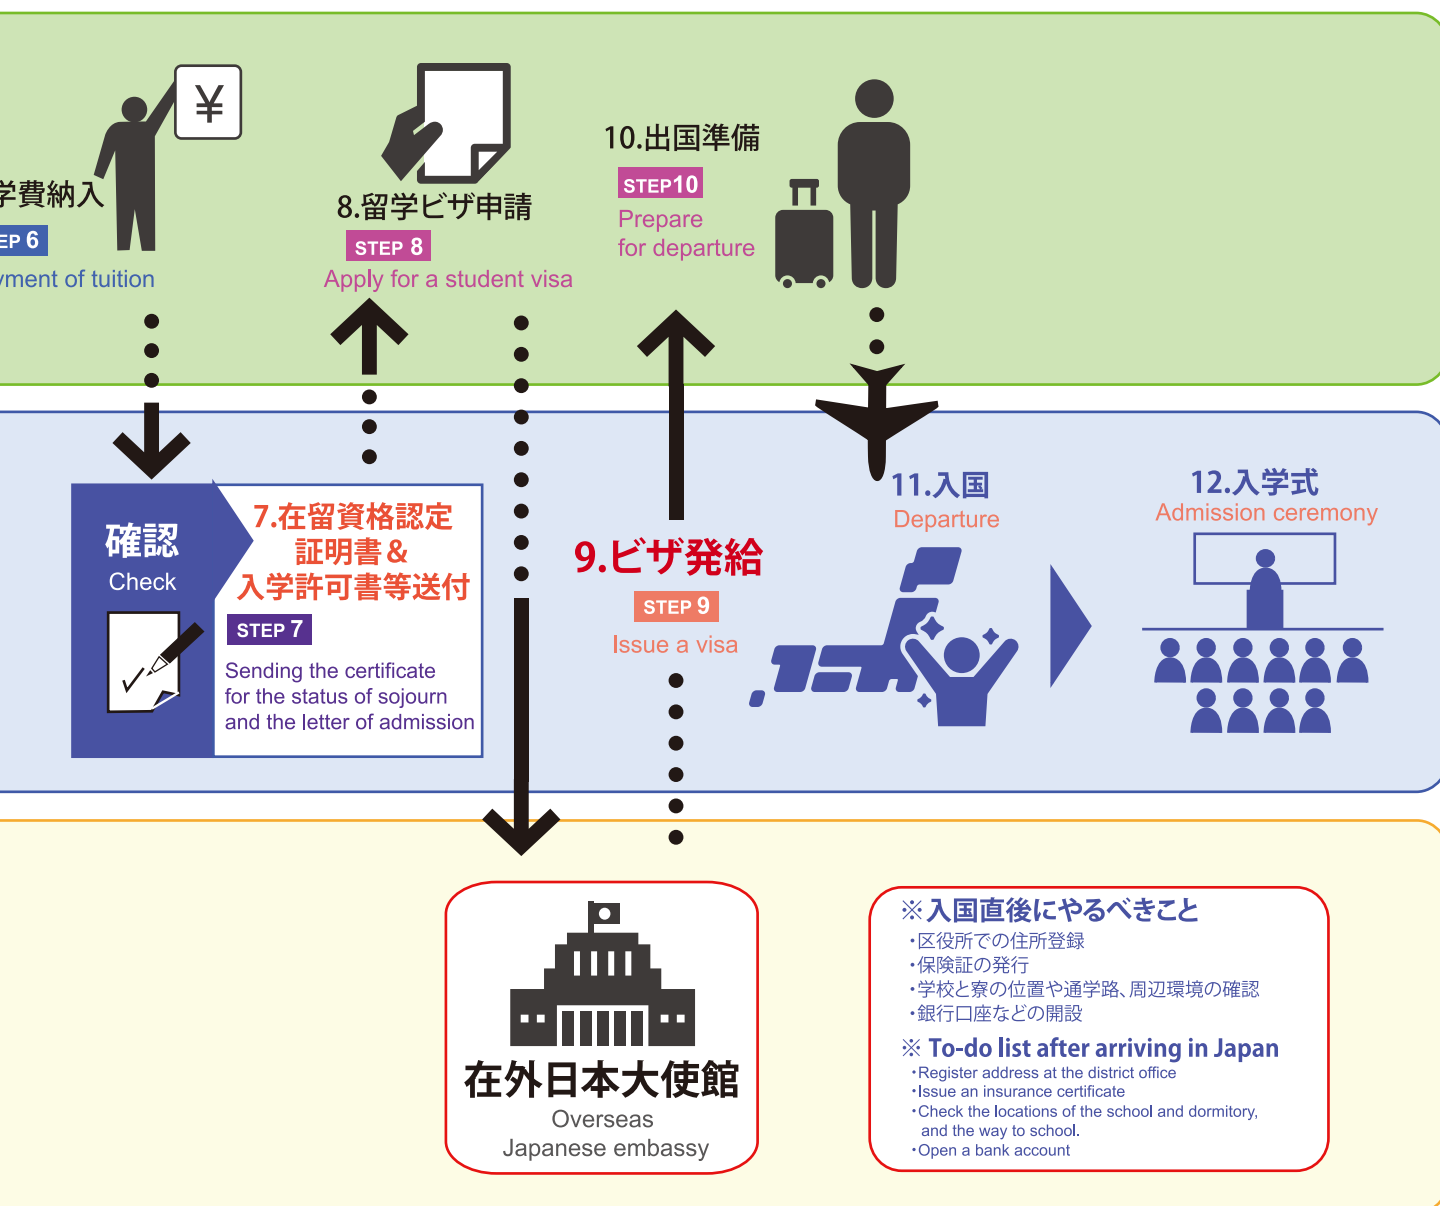 ¥
学費納入
EP 6
yment of tuition
8.留学ビザ申請
STEP 8
Apply for a student visa
10.出国準備
STEP10
Prepare
for departure
確認
Check
7.在留資格認定
証明書&
入学許可書等送付
STEP 7
Sending the certificate
for the status of sojourn
and the letter of admission
9.ビザ発給
STEP 9
Issue a visa
11.入国
Departure
12.入学式
Admission ceremony
在外日本大使館
Overseas
Japanese embassy
※入国直後にやるべきこと
・区役所での住所登録
・保険証の発行
・学校と寮の位置や通学路、周辺環境の確認
・銀行口座などの開設
※ To-do list after arriving in Japan
・Register address at the district office
・Issue an insurance certificate
・Check the locations of the school and dormitory,
and the way to school.
・Open a bank account